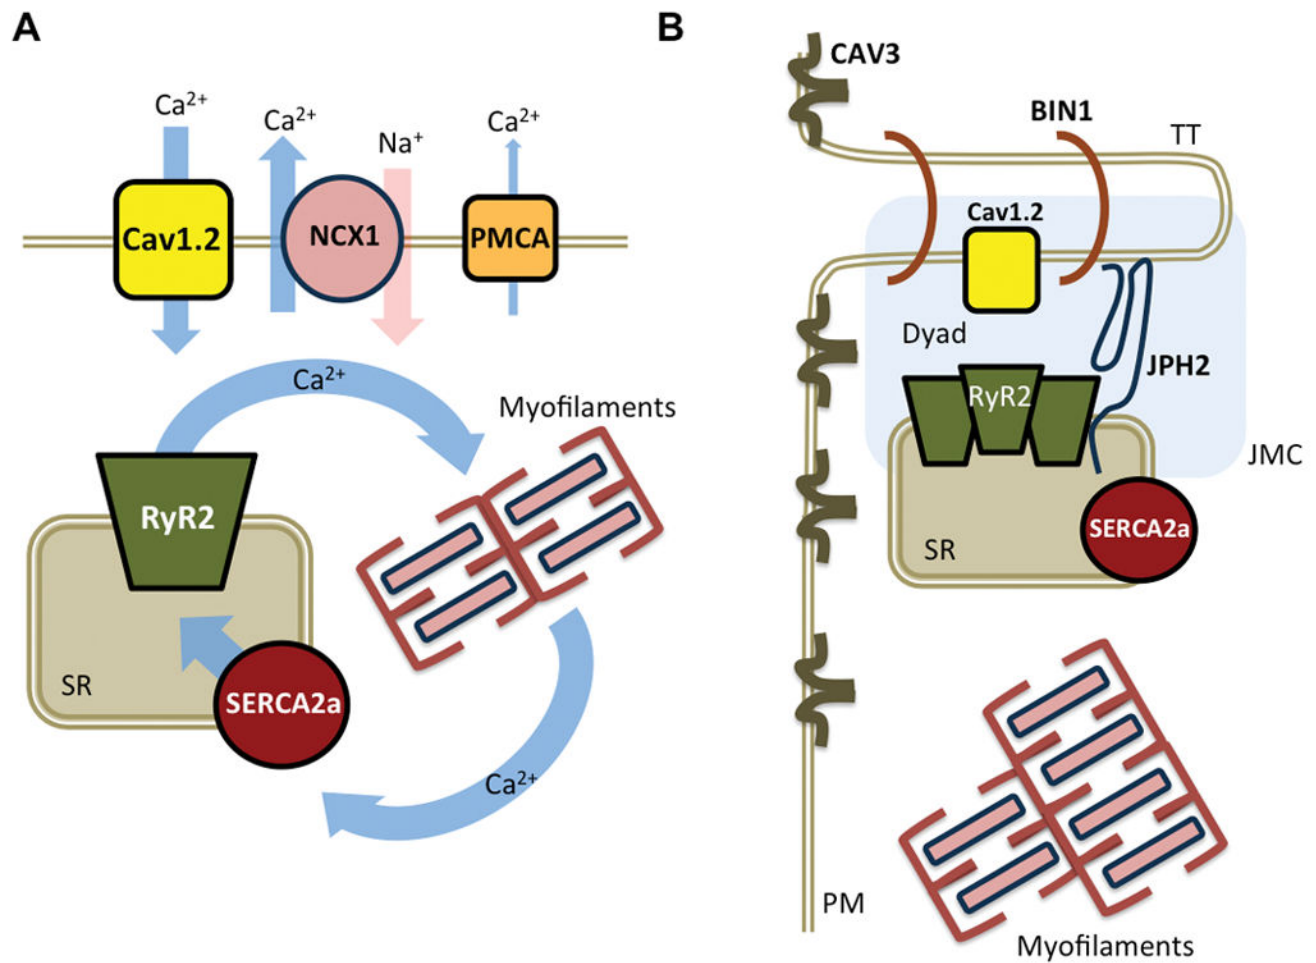 A
Ca²⁺
Ca²⁺
Na⁺
Ca²⁺
Cav1.2
NCX1
PMCA
Ca²⁺
Myofilaments
RyR2
SR
SERCA2a
Ca²⁺
B
CAV3
BIN1
TT
Cav1.2
Dyad
JPH2
RyR2
JMC
SERCA2a
SR
PM
Myofilaments